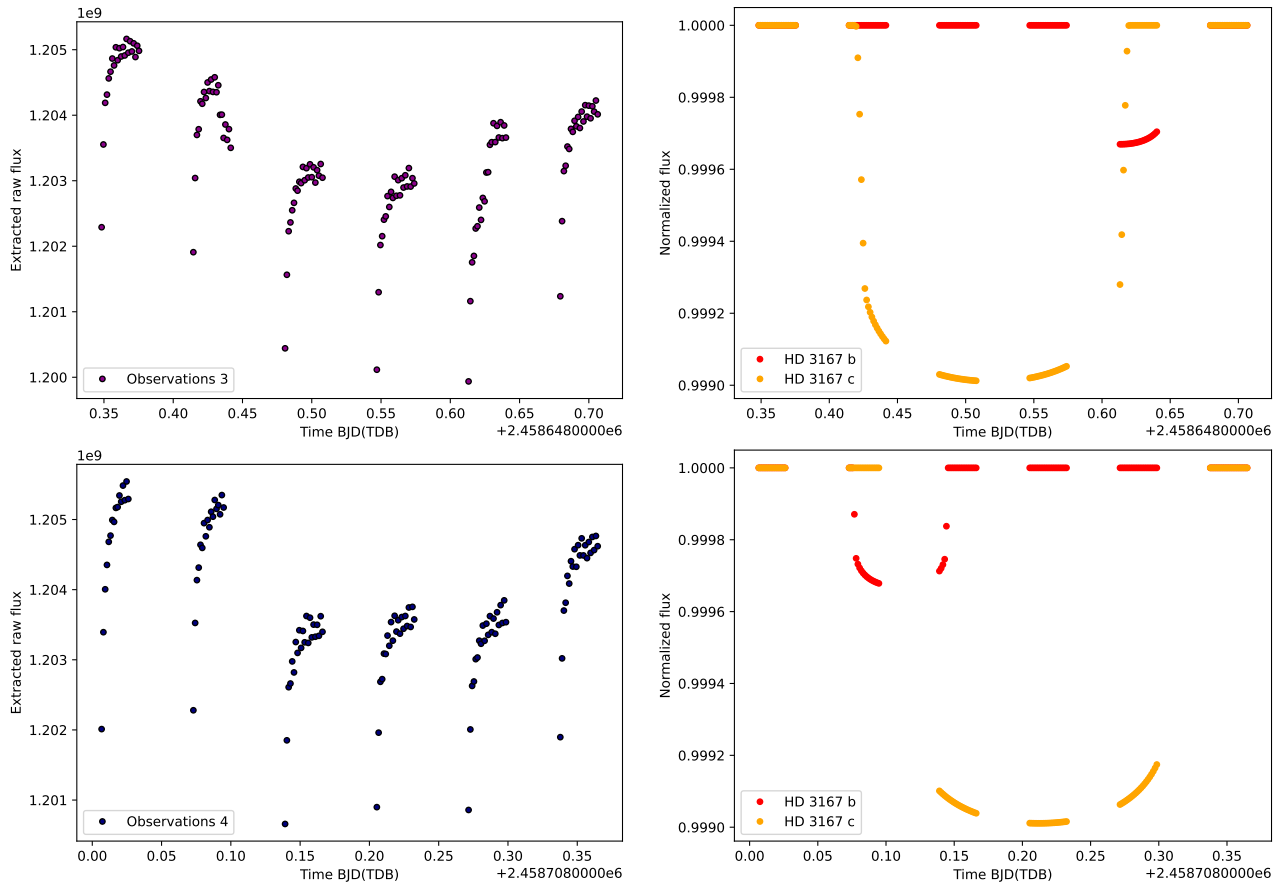 1e9
Extracted raw flux
1.205
1.204
1.203
1.202
1.201
1.200
Observations 3
0.35 0.40 0.45 0.50 0.55 0.60 0.65 0.70
Time BJD(TDB)
+2.4586480000e6
Normalized flux
1.0000
0.9998
0.9996
0.9994
0.9992
0.9990
HD 3167 b
HD 3167 c
0.35 0.40 0.45 0.50 0.55 0.60 0.65 0.70
Time BJD(TDB)
+2.4586480000e6
1e9
Extracted raw flux
1.205
1.204
1.203
1.202
1.201
Observations 4
0.00 0.05 0.10 0.15 0.20 0.25 0.30 0.35
Time BJD(TDB)
+2.4587080000e6
Normalized flux
1.0000
0.9998
0.9996
0.9994
0.9992
0.9990
HD 3167 b
HD 3167 c
0.00 0.05 0.10 0.15 0.20 0.25 0.30 0.35
Time BJD(TDB)
+2.4587080000e6